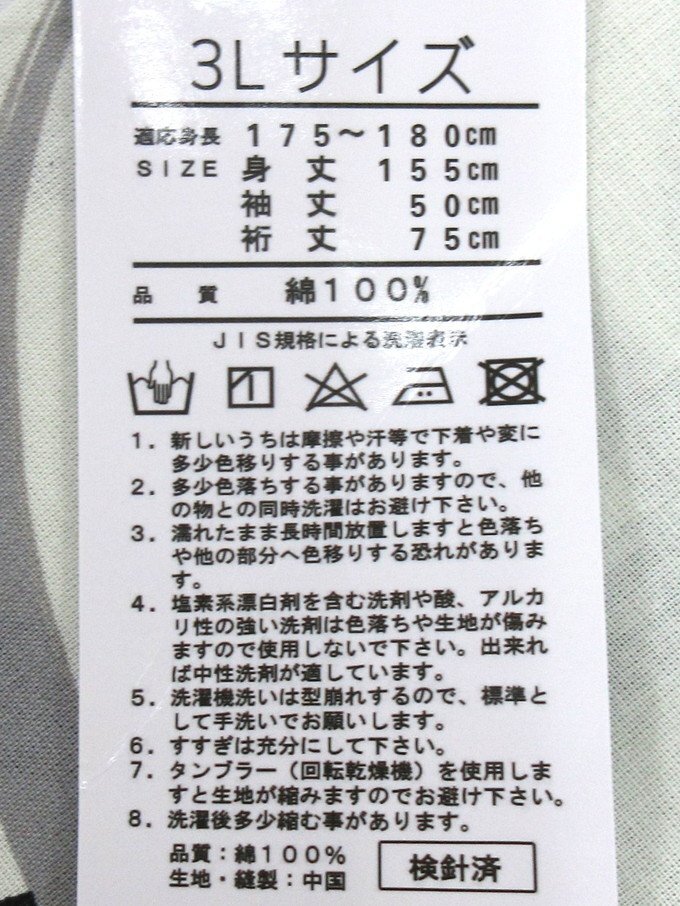 3Lサイズ
適応身長 175〜180cm
SIZE 身丈 155cm
袖丈 50cm
裄丈 75cm
品質 綿100%
JIS規格による洗濯表示
1. 新しいうちは摩擦や汗等で下着や変に
多少色移りする事があります。
2. 多少色落ちする事がありますので、他
の物との同時洗濯はお避け下さい。
3. 濡れたまま長時間放置しますと色落ち
や他の部分へ色移りする恐れがありま
す。
4. 塩素系漂白剤を含む洗剤や酸、アルカ
リ性の強い洗剤は色落ちや生地が傷み
ますので使用しないで下さい。出来れ
ば中性洗剤が適しています。
5. 洗濯機洗いは型崩れするので、標準と
して手洗いでお願いします。
6. すすぎは充分にして下さい。
7. タンブラー（回転乾燥機）を使用しま
すと生地が縮みますのでお避け下さい。
8. 洗濯後多少縮む事があります。
品質：綿100%
生地・縫製：中国
検針済